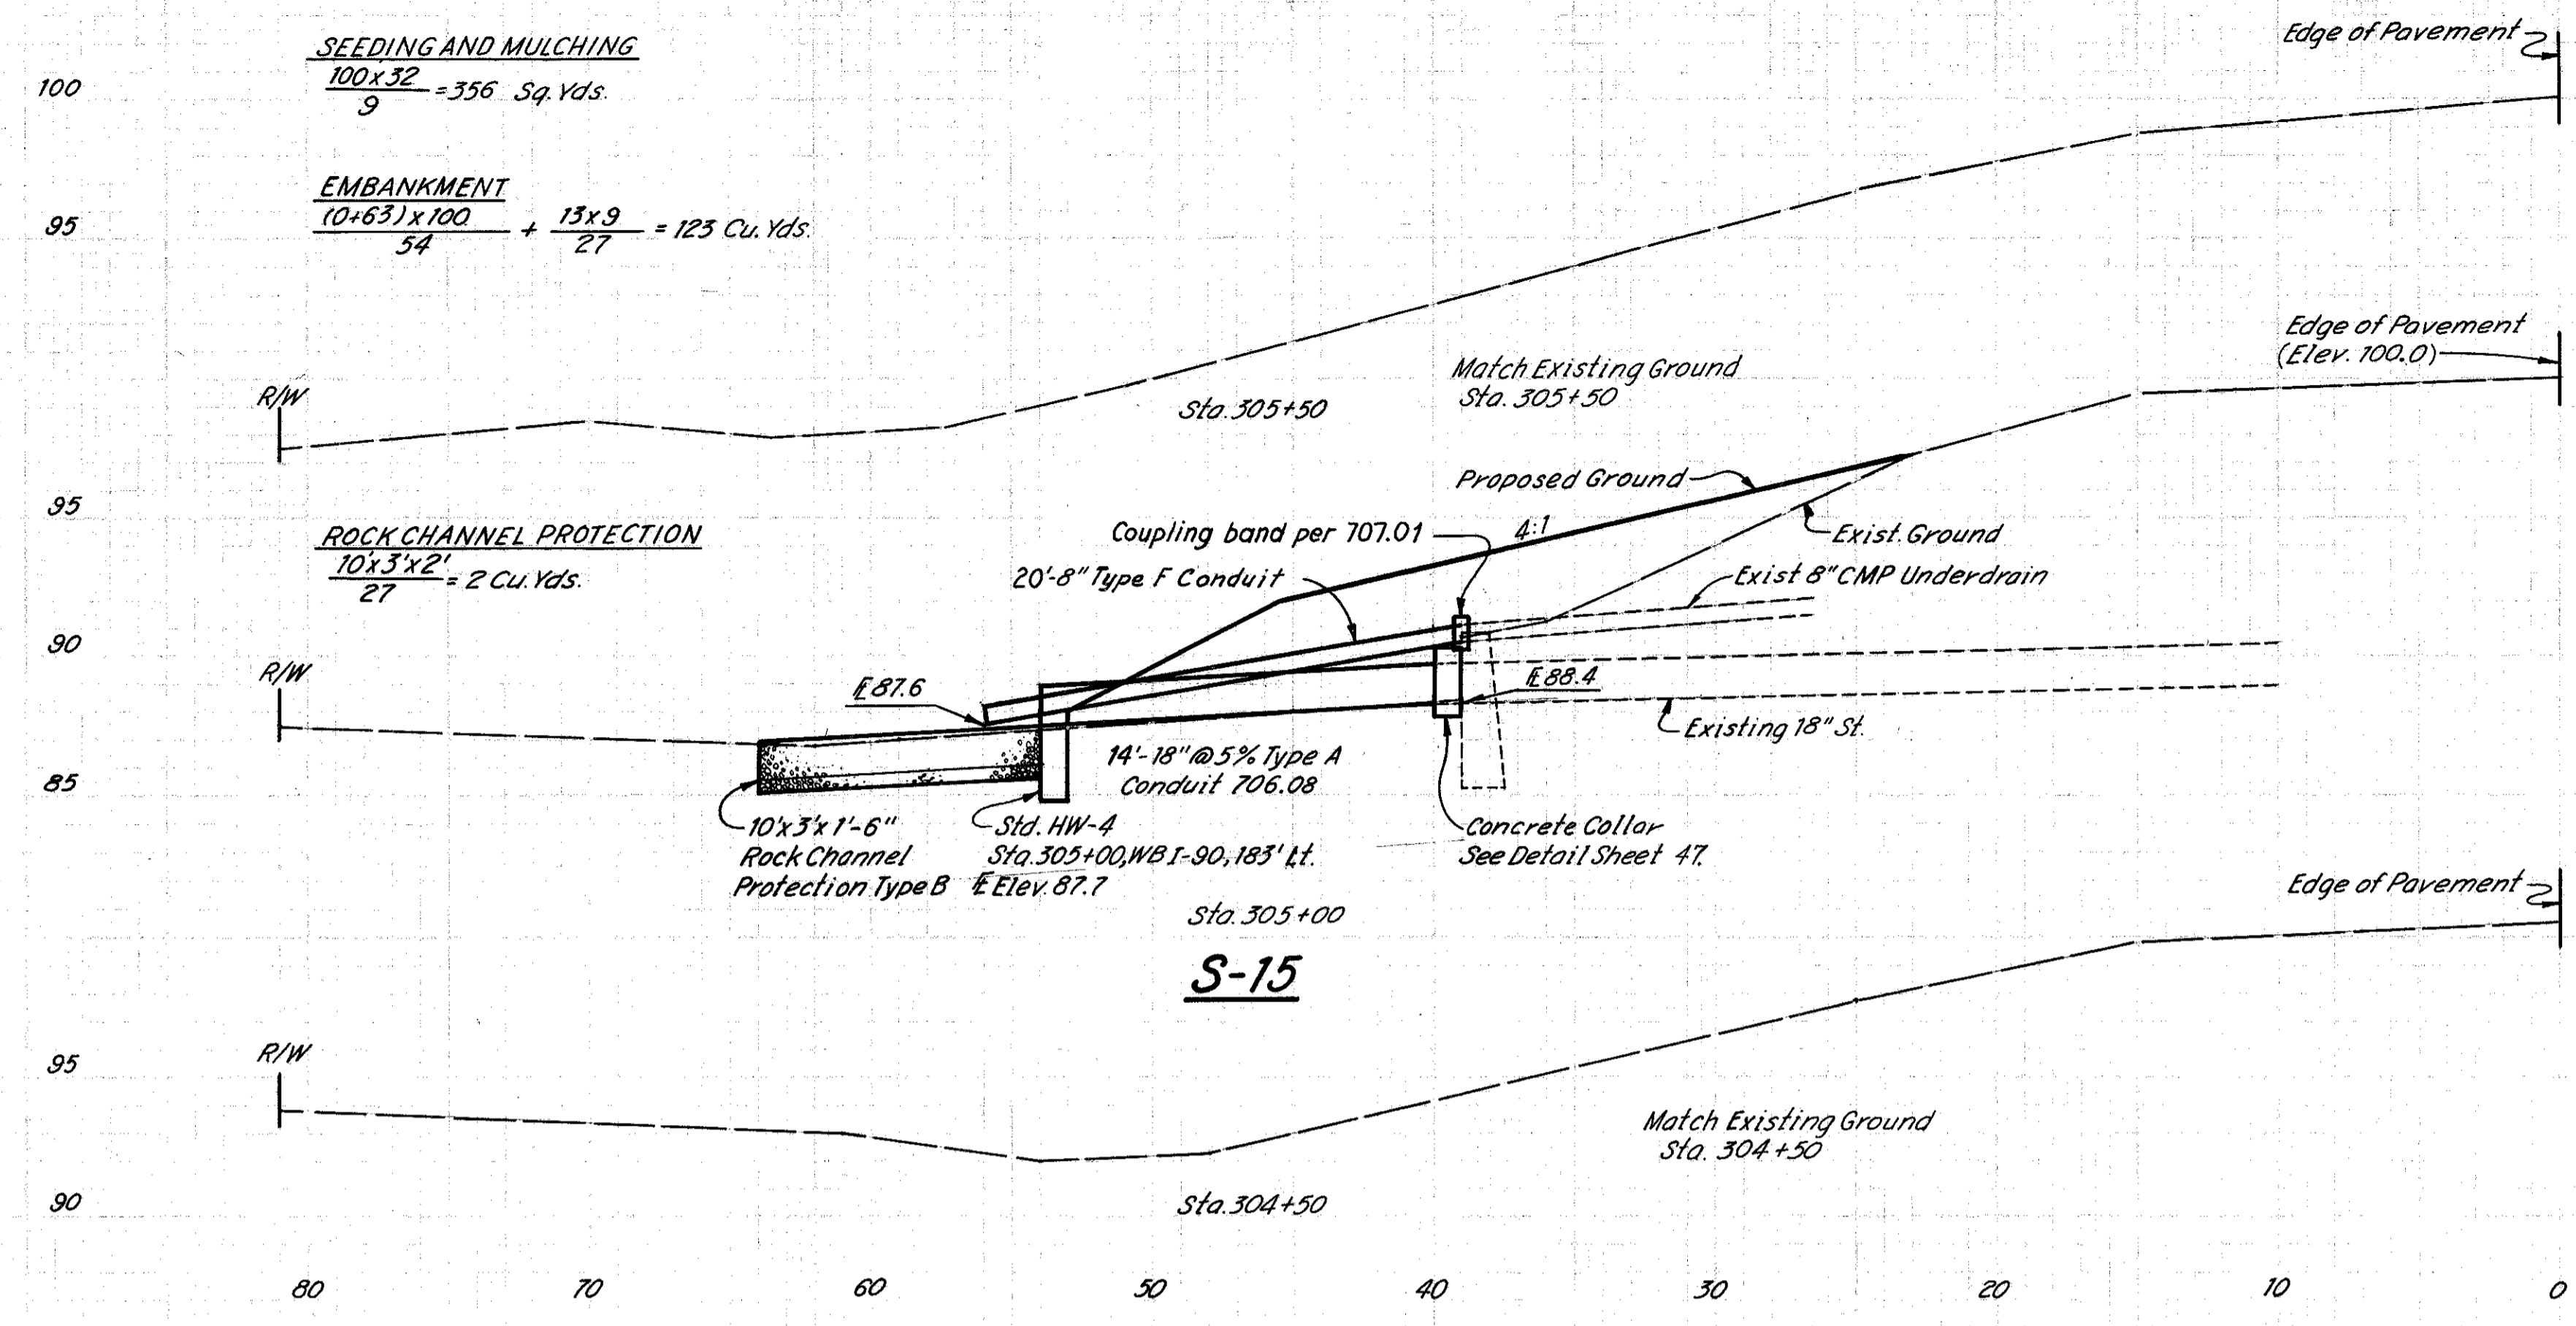 SEEDING AND MULCHING
100 x 32
9
= 356 Sq. Yds.
100
EMBANKMENT
(0+63) x 100
54
+
13 x 9
27
= 123 Cu. Yds.
95
Edge of Pavement
R/W
Sta. 305+50
Match Existing Ground
Sta. 305+50
Edge of Pavement
(Elev. 100.0)
95
ROCK CHANNEL PROTECTION
10'x3'x2'
27
= 2 Cu. Yds.
Proposed Ground
4:1
Coupling band per 707.01
Exist. Ground
20'-8" Type F Conduit
Exist 8" CMP Underdrain
90
R/W
℄ 87.6
℄ 88.4
Existing 18" St.
85
14'-18" @ 5% Type A
Conduit 706.08
10'x3'x1'-6"
Rock Channel
Protection Type B
Std. HW-4
Sta. 305+00, WB I-90, 183' Lt.
℄ Elev. 87.7
Concrete Collar
See Detail Sheet 47.
Sta. 305+00
S-15
Edge of Pavement
95
R/W
Match Existing Ground
Sta. 304+50
90
Sta. 304+50
80 70 60 50 40 30 20 10 0